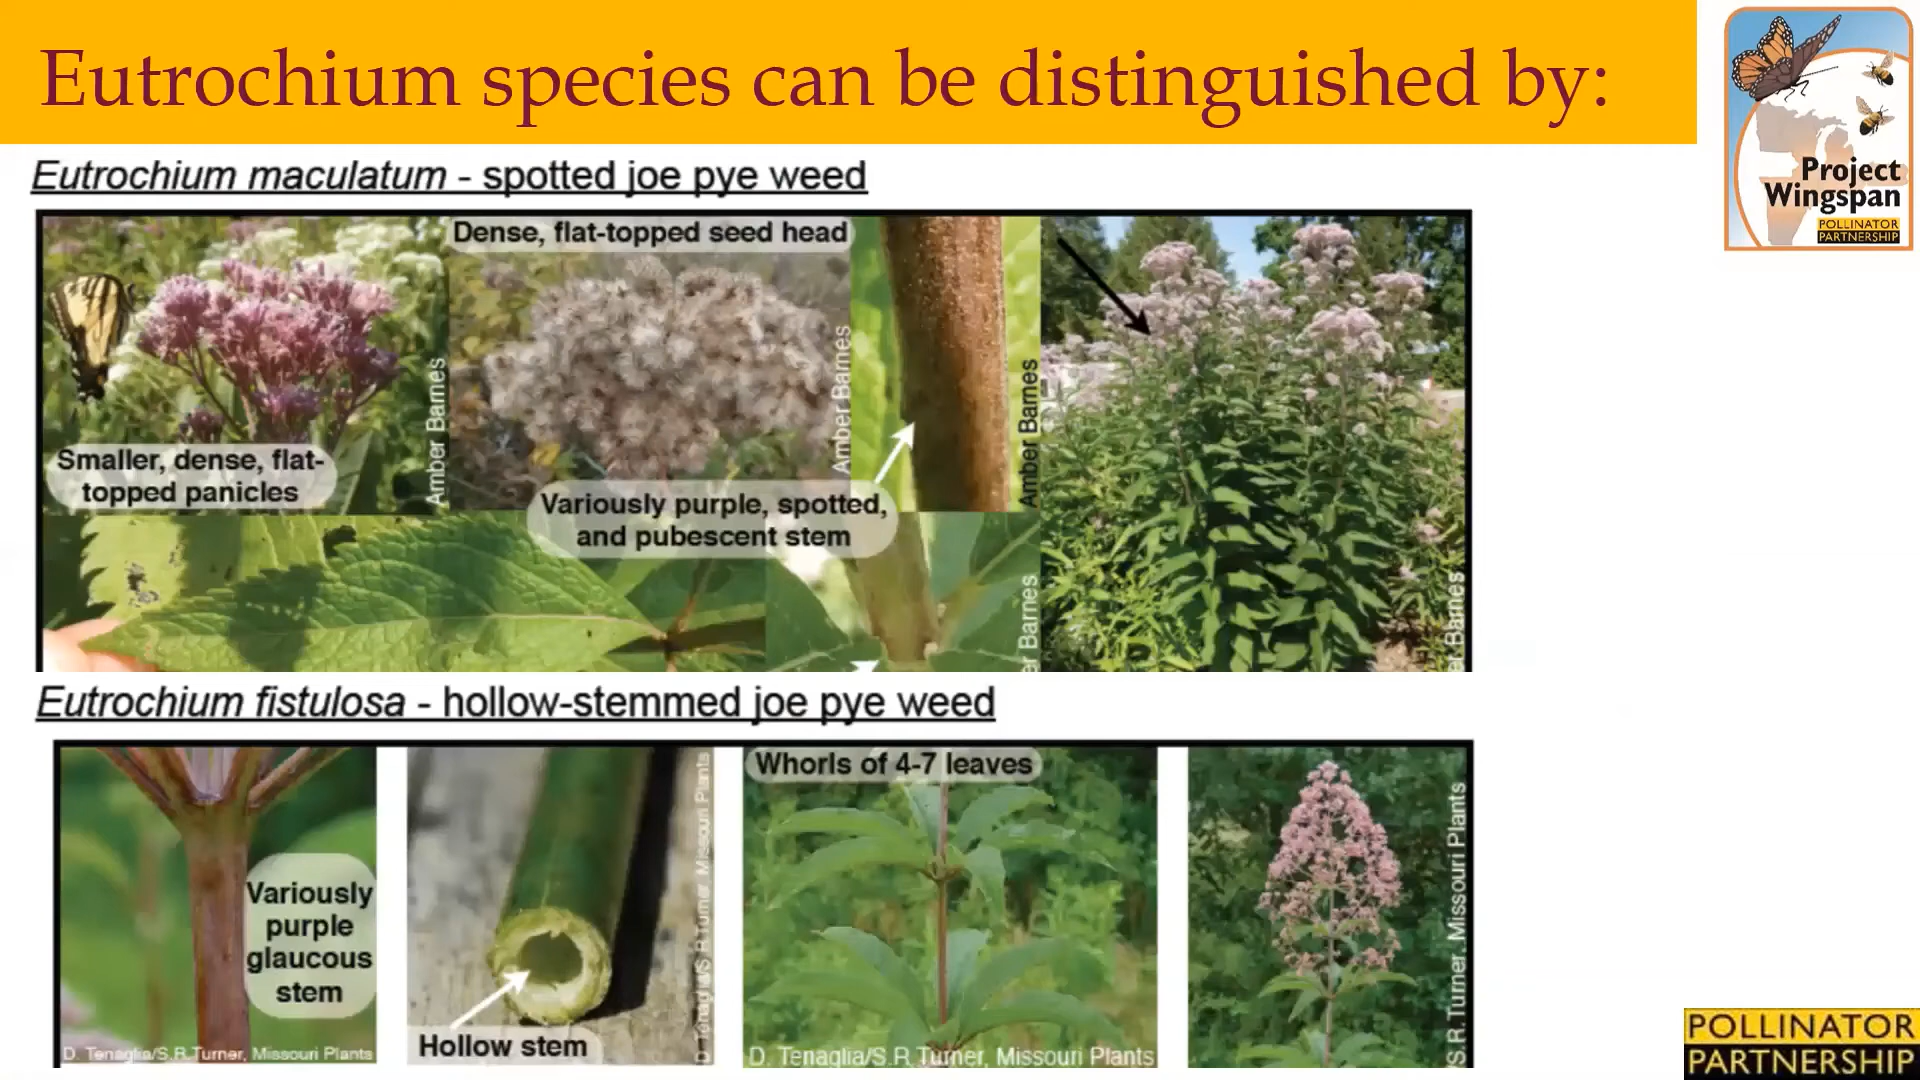 Eutrochium species can be distinguished by:
Project
Wingspan
POLLINATOR
PARTNERSHIP
Eutrochium maculatum - spotted joe pye weed
Dense, flat-topped seed head
Smaller, dense, flat-
topped panicles
Amber Barnes
Amber Barnes
Amber Barnes
Variously purple, spotted,
and pubescent stem
er Barnes
er Barnes
Eutrochium fistulosa - hollow-stemmed joe pye weed
Variously
purple
glaucous
stem
D. Tenaglia/S.R.Turner, Missouri Plants
Hollow stem
D. Tenaglia/S.R.Turner, Missouri Plants
Whorls of 4-7 leaves
D. Tenaglia/S.R.Turner, Missouri Plants
S.R.Turner, Missouri Plants
POLLINATOR
PARTNERSHIP